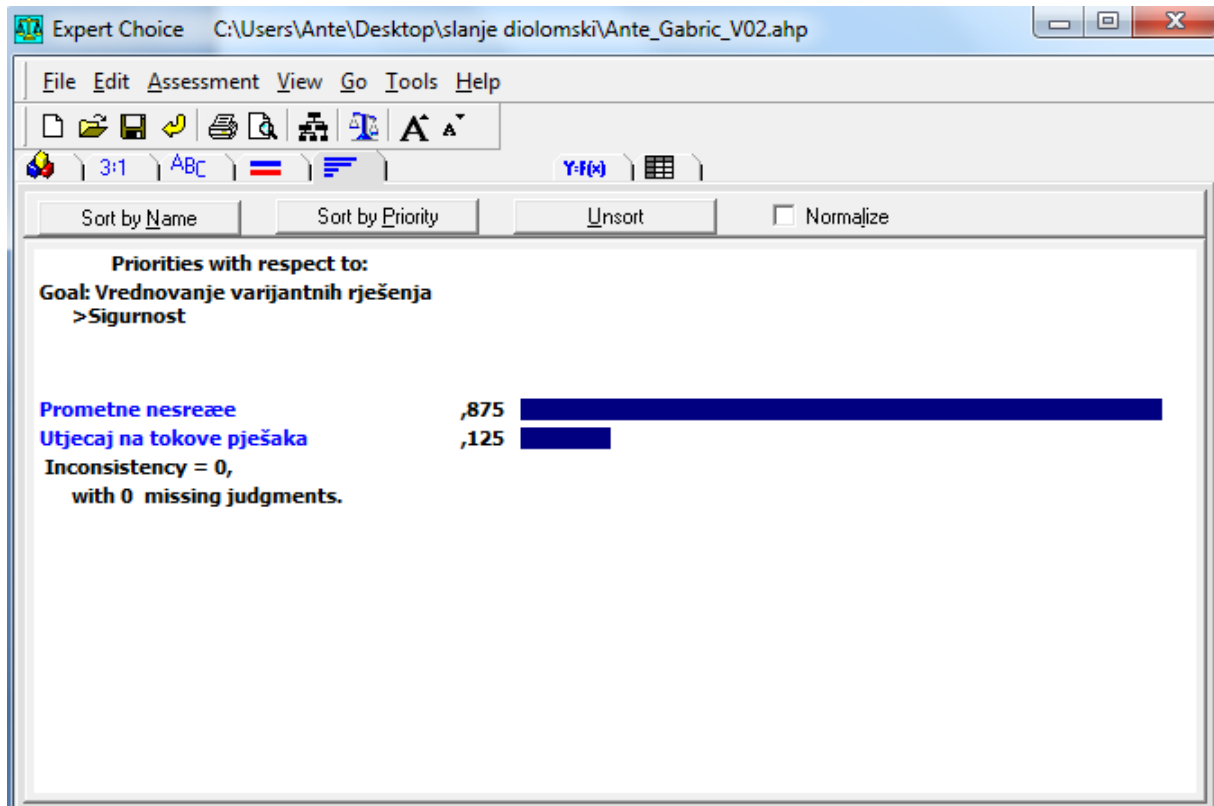 Expert Choice C:\Users\Ante\Desktop\slanje diolomski\Ante_Gabric_V02.ahp
File Edit Assessment View Go Tools Help
A A
3:1 ABC Y=F(x)
Sort by Name Sort by Priority Unsort Normalize
Priorities with respect to:
Goal: Vrednovanje varijantnih rješenja
>Sigurnost
Prometne nesreæe ,875
Utjecaj na tokove pješaka ,125
Inconsistency = 0,
with 0 missing judgments.